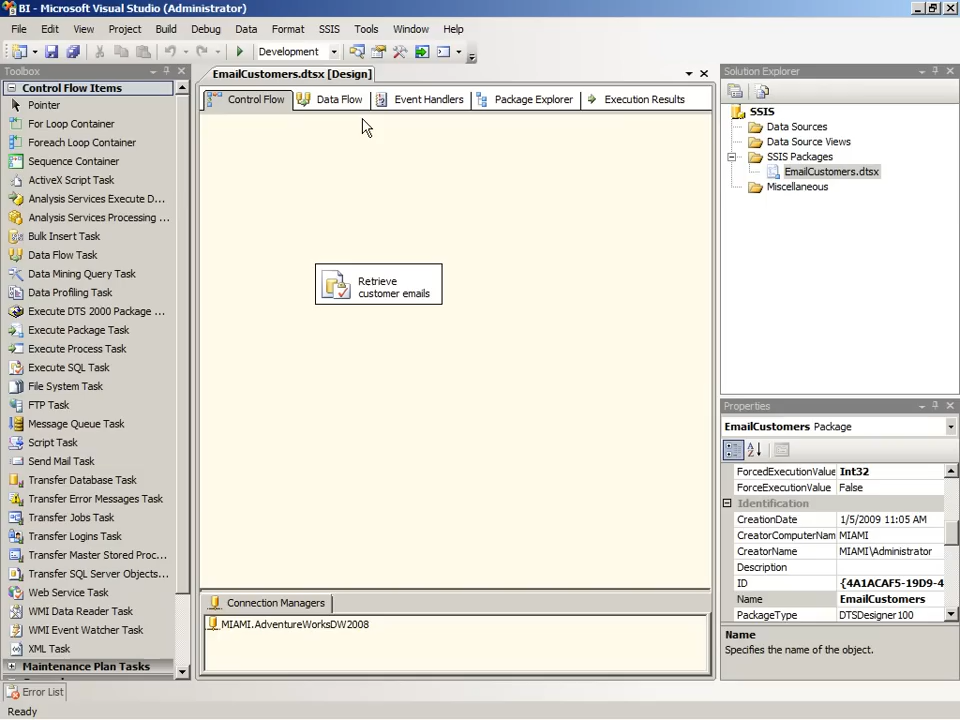 BI - Microsoft Visual Studio (Administrator)
File Edit View Project Build Debug Data Format SSIS Tools Window Help
Development
Toolbox
Control Flow Items
Pointer
For Loop Container
Foreach Loop Container
Sequence Container
ActiveX Script Task
Analysis Services Execute D...
Analysis Services Processing ...
Bulk Insert Task
Data Flow Task
Data Mining Query Task
Data Profiling Task
Execute DTS 2000 Package ...
Execute Package Task
Execute Process Task
Execute SQL Task
File System Task
FTP Task
Message Queue Task
Script Task
Send Mail Task
Transfer Database Task
Transfer Error Messages Task
Transfer Jobs Task
Transfer Logins Task
Transfer Master Stored Proc...
Transfer SQL Server Objects...
Web Service Task
WMI Data Reader Task
WMI Event Watcher Task
XML Task
Maintenance Plan Tasks
EmailCustomers.dtsx [Design]
Control Flow Data Flow Event Handlers Package Explorer Execution Results
Retrieve
customer emails
Connection Managers
MIAMI.AdventureWorksDW2008
Solution Explorer
SSIS
Data Sources
Data Source Views
SSIS Packages
EmailCustomers.dtsx
Miscellaneous
Properties
EmailCustomers Package
ForcedExecutionValue Int32
ForceExecutionValue False
Identification
CreationDate 1/5/2009 11:05 AM
CreatorComputerNam MIAMI
CreatorName MIAMI\Administrator
Description
ID {4A1ACAF5-19D9-4
Name EmailCustomers
PackageType DTSDesigner100
Name
Specifies the name of the object.
Error List
Ready